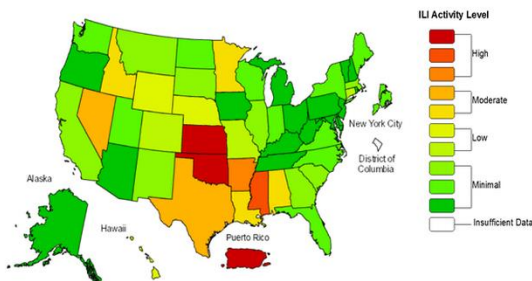 ILI Activity Level
High
Moderate
Low
Minimal
Insufficient Data
New York City
District of
Columbia
Alaska
Hawaii
Puerto Rico